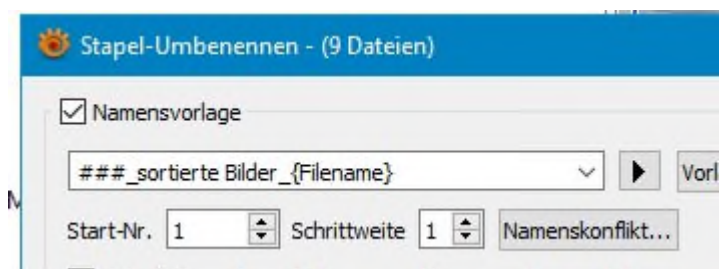 Stapel-Umbenennen - (9 Dateien)
Namensvorlage
###_sortierte Bilder_{Filename}
Start-Nr. 1 Schrittweite 1 Namenskonflikt...